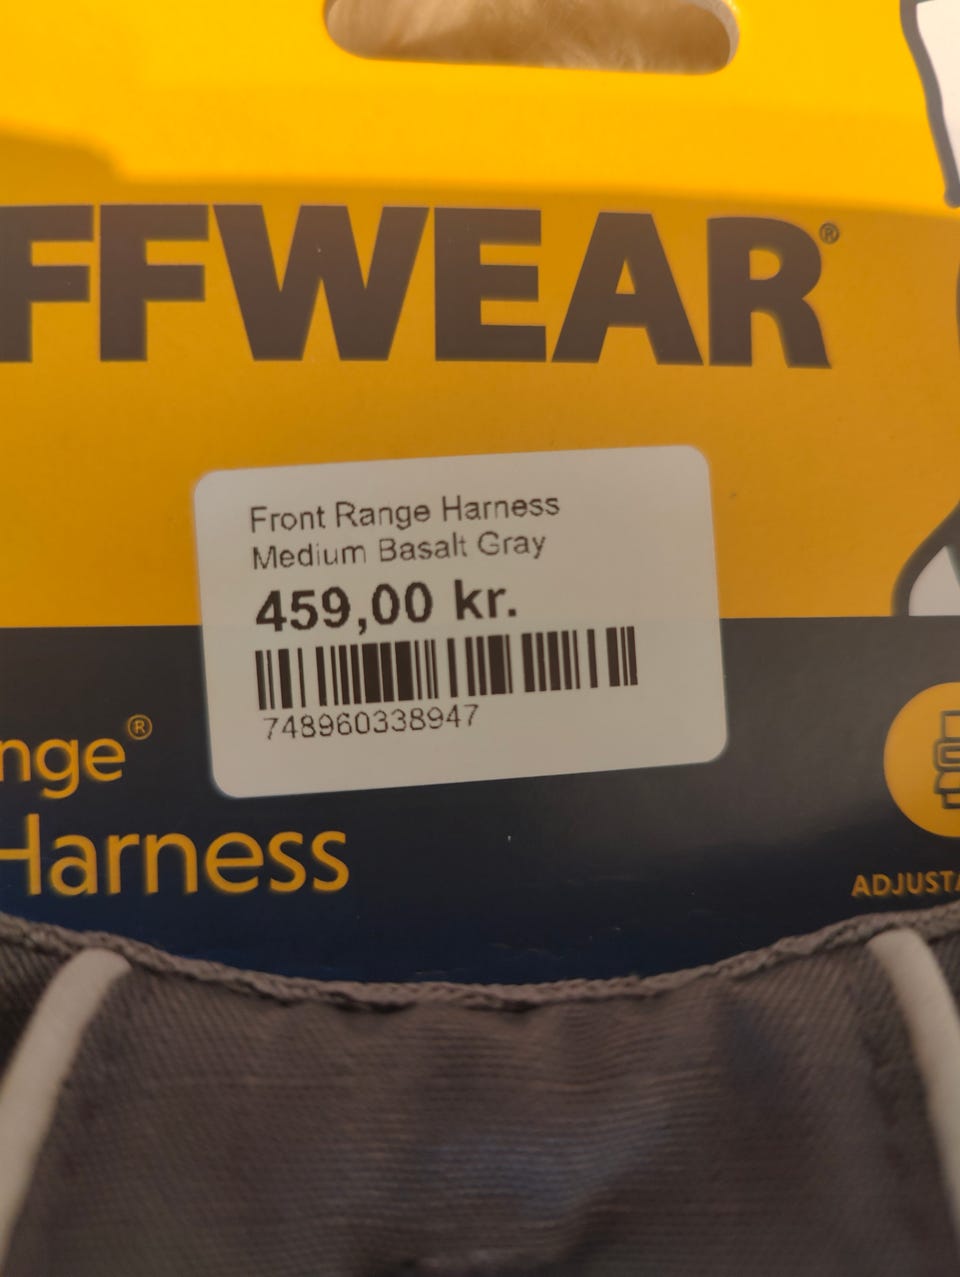 FFWEAR®
Front Range Harness
Medium Basalt Gray
459,00 kr.
748960338947
nge®
Harness
ADJUSTA